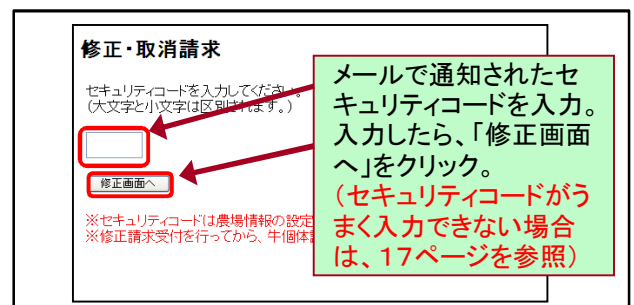 修正・取消請求
セキュリティコードを入力してください。
(大文字と小文字は区別されます。)
修正画面へ
※セキュリティコードは農場情報の設定
※修正請求受付を行ってから、牛個体
メールで通知されたセ
キュリティコードを入力。
入力したら、「修正画面
へ」をクリック。
(セキュリティコードがう
まく入力できない場合
は、17ページを参照)